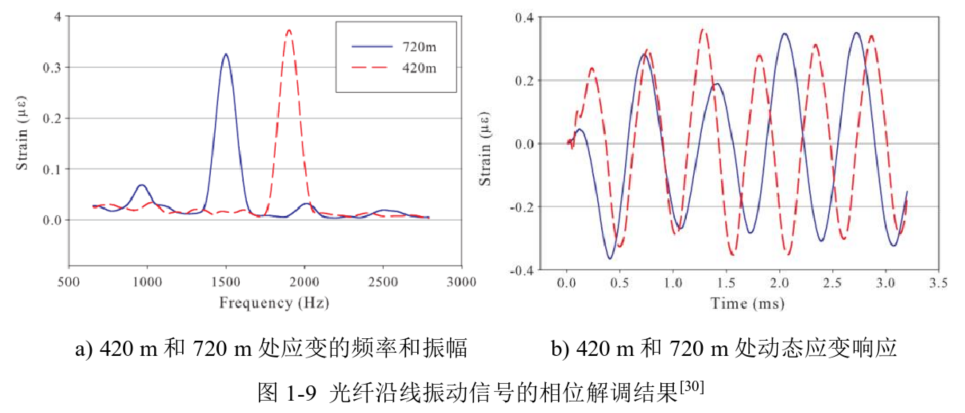 4
0.3
0.2
0.1
0.0
Strain (με)
500
1000
1500
2000
2500
3000
Frequency (Hz)
720m
420m
0.4
0.2
0.0
-0.2
-0.4
Strain (με)
0.0
0.5
1.0
1.5
2.0
2.5
3.0
3.5
Time (ms)
a) 420 m 和 720 m 处应变的频率和振幅
b) 420 m 和 720 m 处动态应变响应
图 1-9 光纤沿线振动信号的相位解调结果[30]